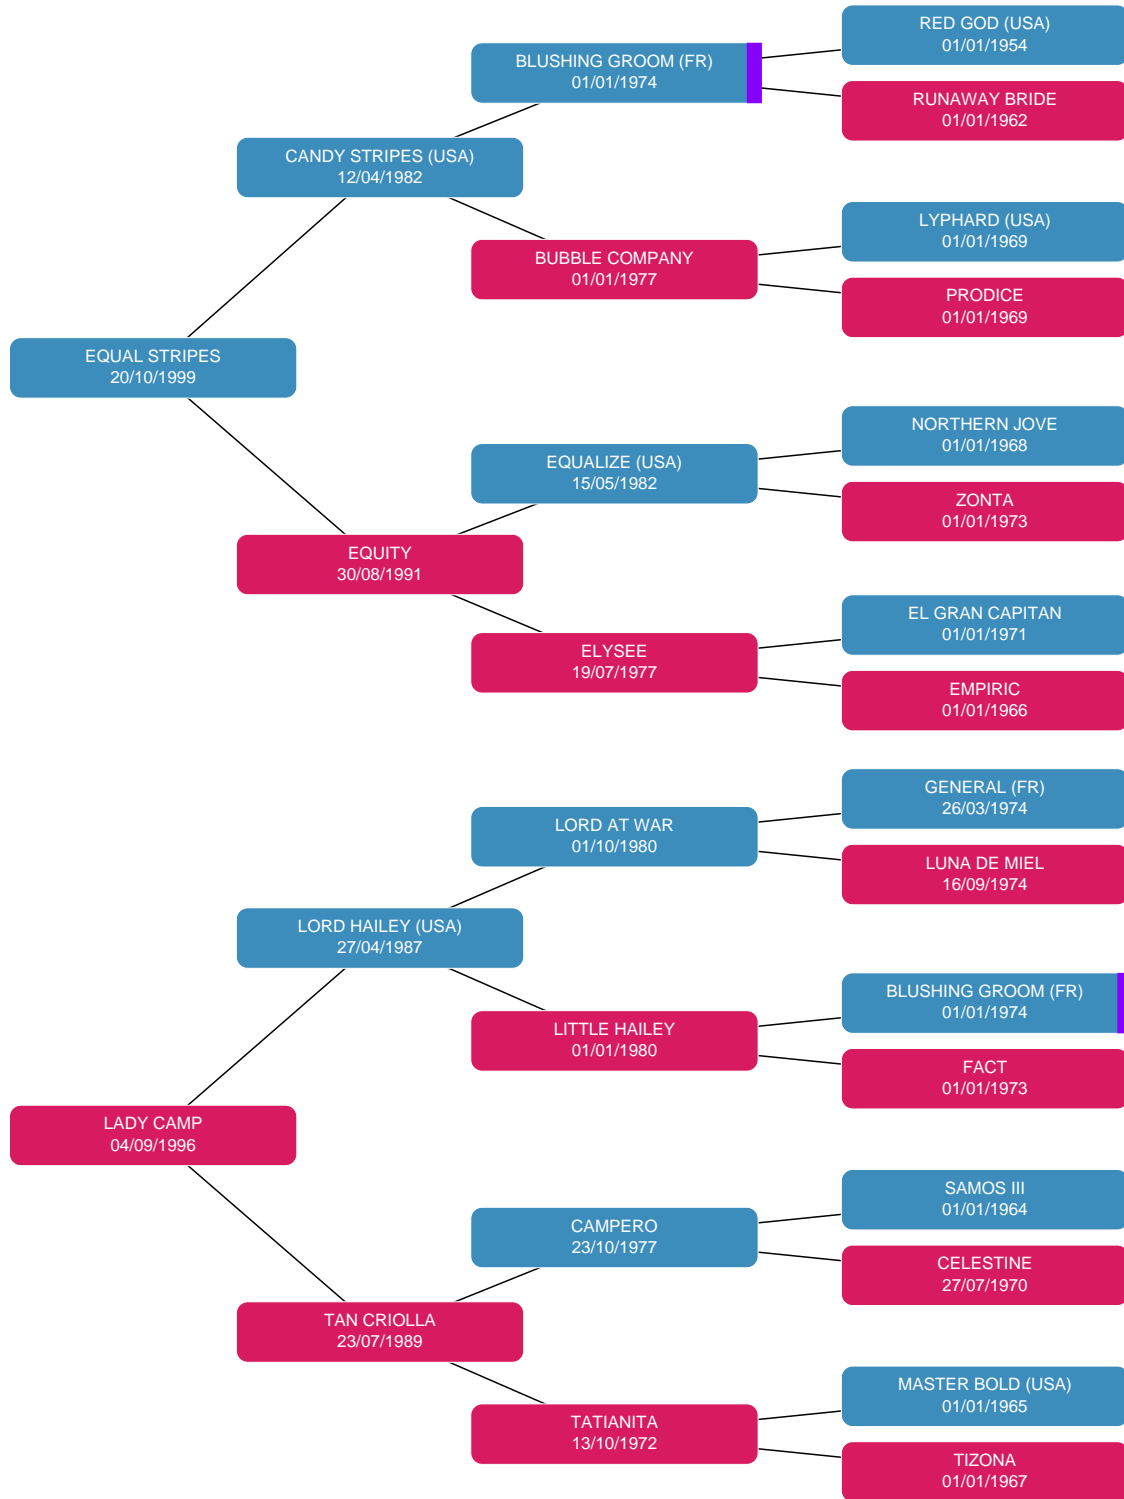 RED GOD (USA)
01/01/1954
BLUSHING GROOM (FR)
01/01/1974
RUNAWAY BRIDE
01/01/1962
CANDY STRIPES (USA)
12/04/1982
LYPHARD (USA)
01/01/1969
BUBBLE COMPANY
01/01/1977
PRODICE
01/01/1969
EQUAL STRIPES
20/10/1999
NORTHERN JOVE
01/01/1968
EQUALIZE (USA)
15/05/1982
ZONTA
01/01/1973
EQUITY
30/08/1991
EL GRAN CAPITAN
01/01/1971
ELYSEE
19/07/1977
EMPIRIC
01/01/1966
GENERAL (FR)
26/03/1974
LORD AT WAR
01/10/1980
LUNA DE MIEL
16/09/1974
LORD HAILEY (USA)
27/04/1987
BLUSHING GROOM (FR)
01/01/1974
LITTLE HAILEY
01/01/1980
FACT
01/01/1973
LADY CAMP
04/09/1996
SAMOS III
01/01/1964
CAMPERO
23/10/1977
CELESTINE
27/07/1970
TAN CRIOLLA
23/07/1989
MASTER BOLD (USA)
01/01/1965
TATIANITA
13/10/1972
TIZONA
01/01/1967